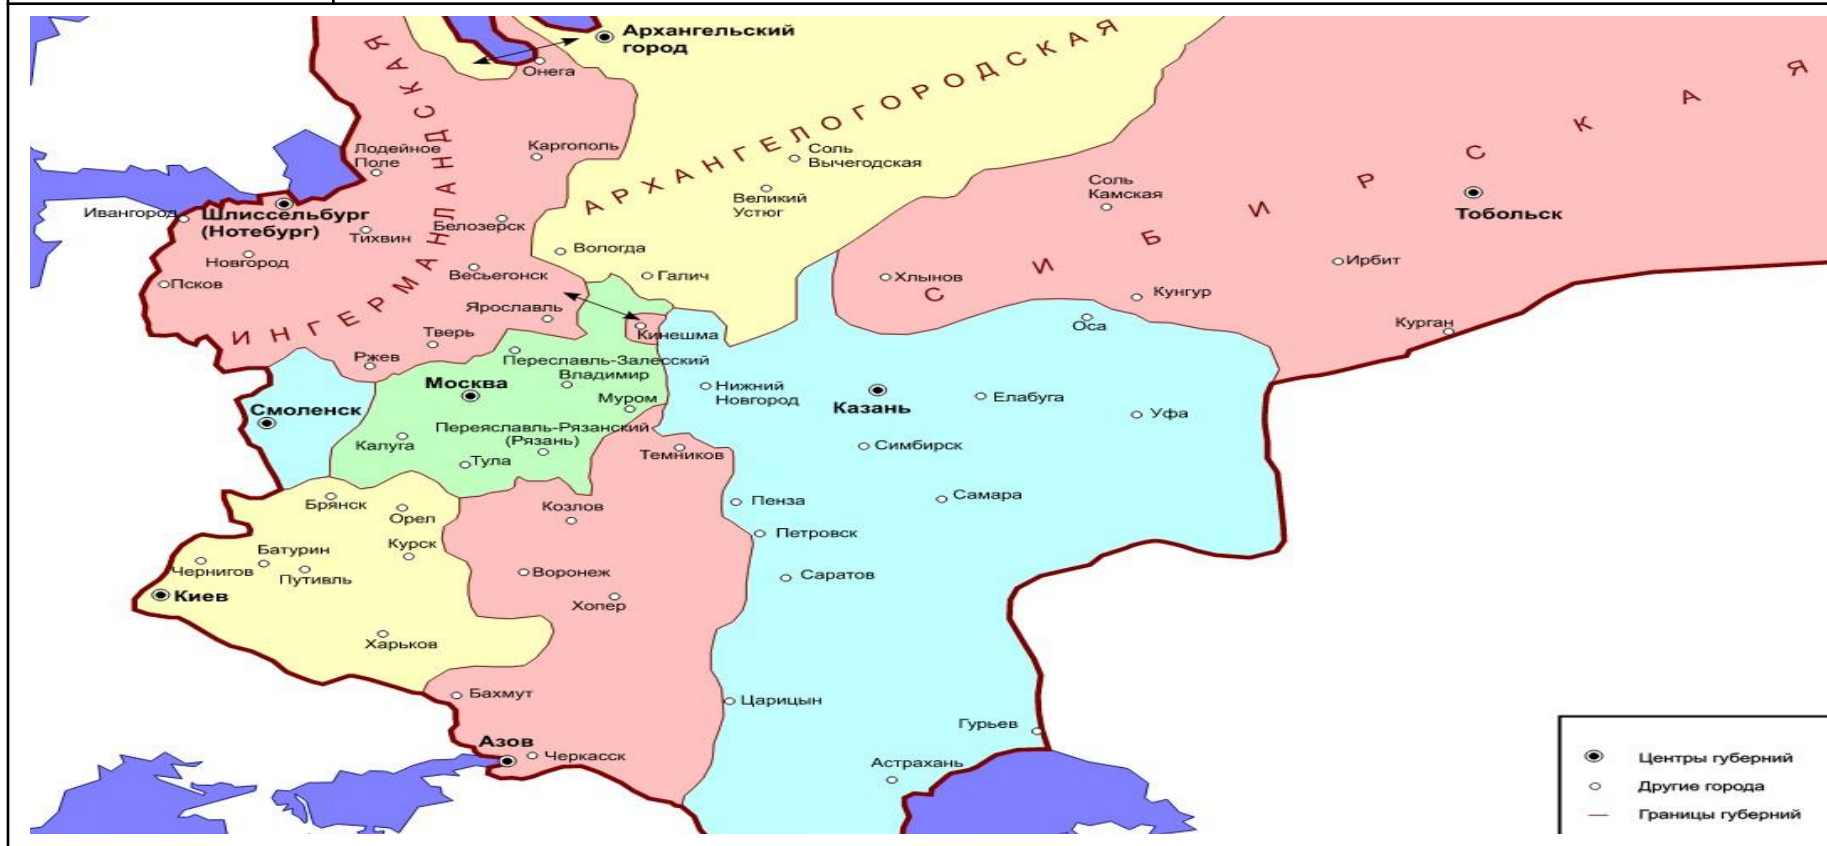 Архангельский
город
Онега
ИНГЕРМАНЛАНДСКАЯ
АРХАНГЕЛОГОРОДСКАЯ
СИБИРСКАЯ
Лодейное
Поле
Каргополь
Соль
Вычегодская
Великий
Устюг
Соль
Камская
Тобольск
Ивангород
Шлиссельбург
(Нотебург)
Тихвин
Белозерск
Новгород
Вологда
Псков
Весьегонск
Галич
Хлынов
Ирбит
Кунгур
Ярославль
Оса
Курган
Тверь
Кинешма
Ржев
Переславль-Залесский
Москва
Владимир
Нижний
Новгород
Казань
Елабуга
Уфа
Смоленск
Муром
Переяславль-Рязанский
(Рязань)
Калуга
Тула
Темников
Симбирск
Брянск
Орел
Козлов
Пенза
Самара
Курск
Петровск
Батурин
Чернигов
Путивль
Воронеж
Саратов
Киев
Хопер
Харьков
Бахмут
Царицын
Гурьев
Азов
Черкасск
Астрахань
Центры губерний
Другие города
Границы губерний